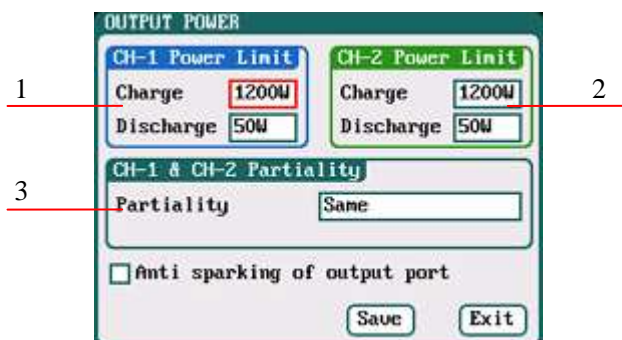 OUTPUT POWER
CH-1 Power Limit CH-2 Power Limit
1 Charge 1200W Charge 1200W 2
Discharge 50W Discharge 50W
CH-1 & CH-2 Partiality
3 Partiality Same
Anti sparking of output port
Save Exit